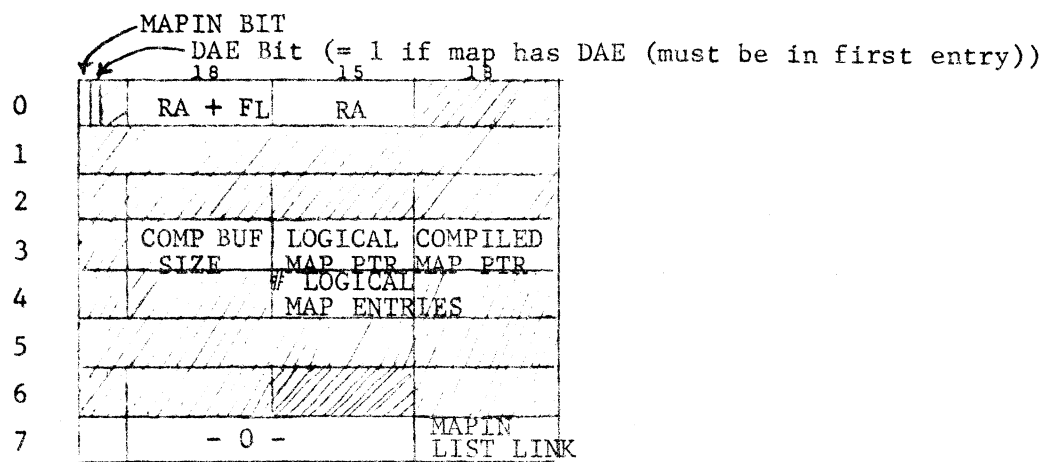 MAPIN BIT
DAE Bit (= 1 if map has DAE (must be in first entry))
18 15 18
0 RA + FL RA
1
2
3 COMP BUF SIZE LOGICAL MAP PTR COMPILED MAP PTR
4 # LOGICAL MAP ENTRIES
5
6
7 - 0 - MAPIN LIST LINK